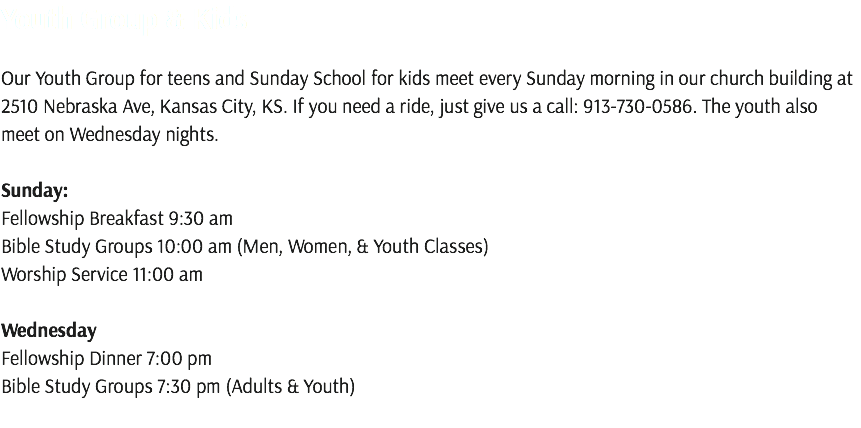 Our Youth Group for teens and Sunday School for kids meet every Sunday morning in our church building at
2510 Nebraska Ave, Kansas City, KS. If you need a ride, just give us a call: 913-730-0586. The youth also
meet on Wednesday nights.
Sunday:
Fellowship Breakfast 9:30 am
Bible Study Groups 10:00 am (Men, Women, & Youth Classes)
Worship Service 11:00 am
Wednesday
Fellowship Dinner 7:00 pm
Bible Study Groups 7:30 pm (Adults & Youth)